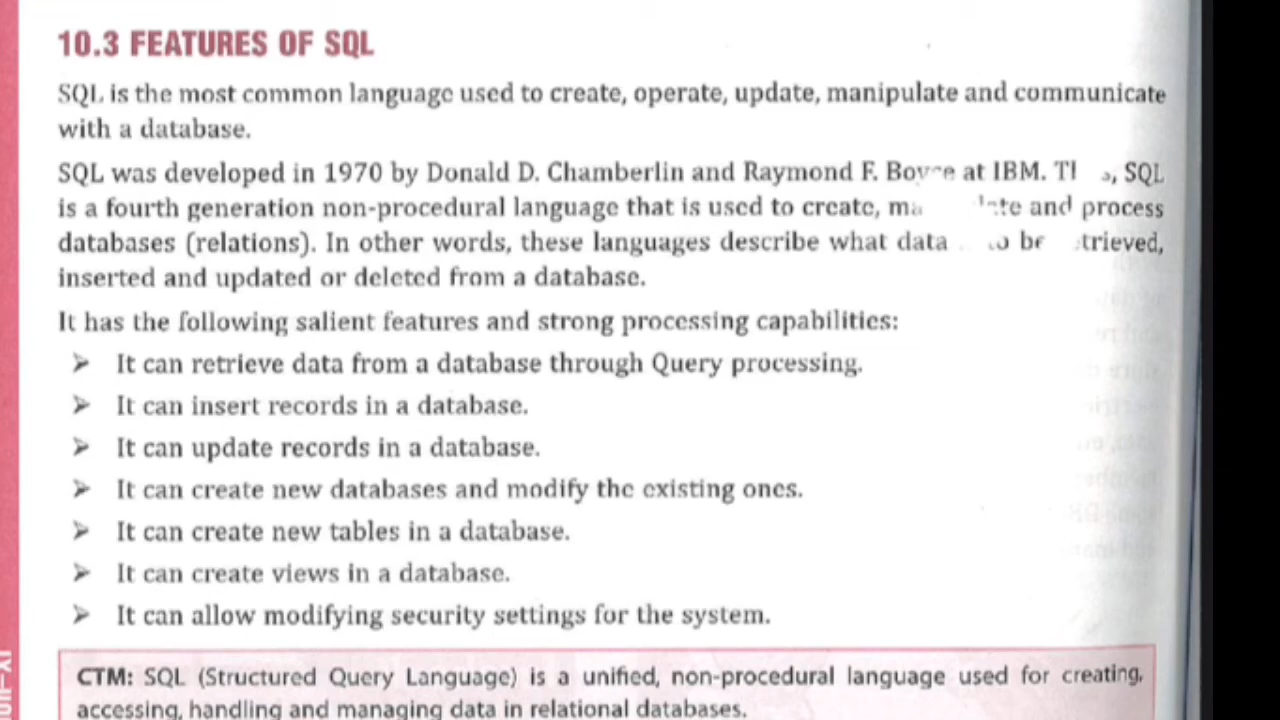 10.3 FEATURES OF SQL
SQL is the most common language used to create, operate, update, manipulate and communicate
with a database.
SQL was developed in 1970 by Donald D. Chamberlin and Raymond F. at IBM. SQL
is a fourth generation non-procedural language that is used to create, and process
databases (relations). In other words, these languages describe what data
inserted and updated or deleted from a database.
It has the following salient features and strong processing capabilities:
➢ It can retrieve data from a database through Query processing.
➢ It can insert records in a database.
➢ It can update records in a database.
➢ It can create new databases and modify the existing ones.
➢ It can create new tables in a database.
➢ It can create views in a database.
➢ It can allow modifying security settings for the system.
CTM: SQL (Structured Query Language) is a unified, non-procedural language used for creating,
accessing, handling and managing data in relational databases.